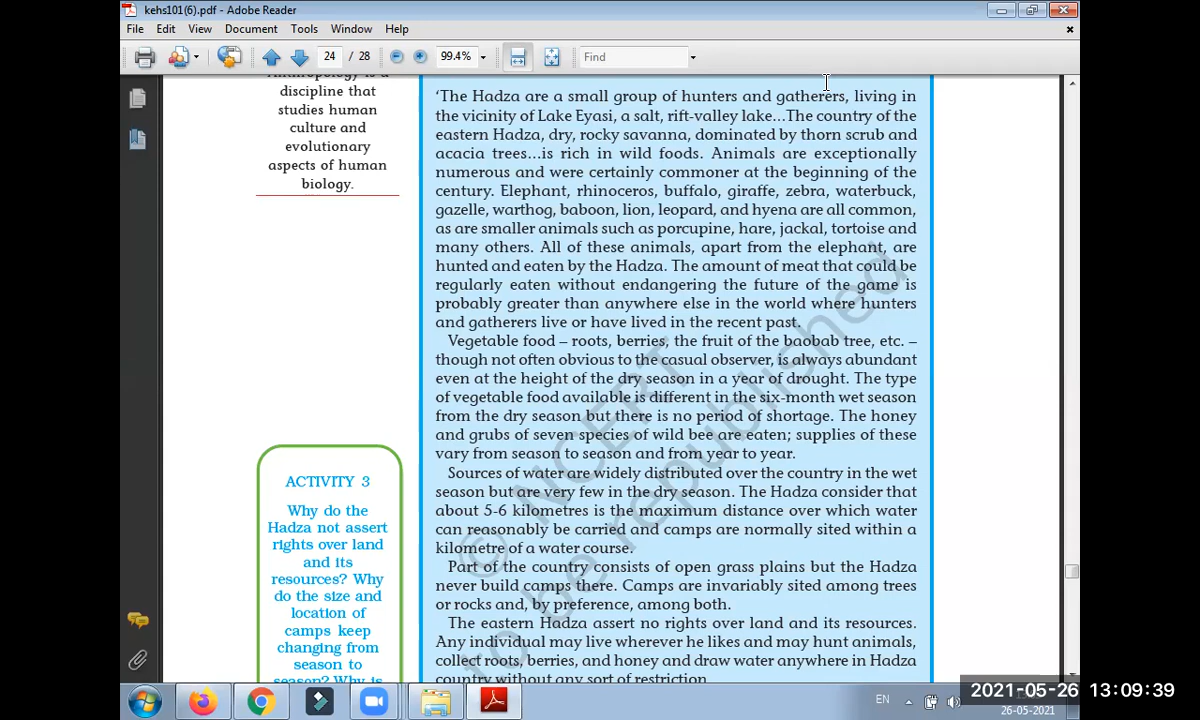 kehs101(6).pdf - Adobe Reader
File Edit View Document Tools Window Help
24 / 28 99.4% Find
discipline that
studies human
culture and
evolutionary
aspects of human
biology.
‘The Hadza are a small group of hunters and gatherers, living in
the vicinity of Lake Eyasi, a salt, rift-valley lake...The country of the
eastern Hadza, dry, rocky savanna, dominated by thorn scrub and
acacia trees...is rich in wild foods. Animals are exceptionally
numerous and were certainly commoner at the beginning of the
century. Elephant, rhinoceros, buffalo, giraffe, zebra, waterbuck,
gazelle, warthog, baboon, lion, leopard, and hyena are all common,
as are smaller animals such as porcupine, hare, jackal, tortoise and
many others. All of these animals, apart from the elephant, are
hunted and eaten by the Hadza. The amount of meat that could be
regularly eaten without endangering the future of the game is
probably greater than anywhere else in the world where hunters
and gatherers live or have lived in the recent past.
Vegetable food – roots, berries, the fruit of the baobab tree, etc. –
though not often obvious to the casual observer, is always abundant
even at the height of the dry season in a year of drought. The type
of vegetable food available is different in the six-month wet season
from the dry season but there is no period of shortage. The honey
and grubs of seven species of wild bee are eaten; supplies of these
vary from season to season and from year to year.
Sources of water are widely distributed over the country in the wet
season but are very few in the dry season. The Hadza consider that
about 5-6 kilometres is the maximum distance over which water
can reasonably be carried and camps are normally sited within a
kilometre of a water course.
Part of the country consists of open grass plains but the Hadza
never build camps there. Camps are invariably sited among trees
or rocks and, by preference, among both.
The eastern Hadza assert no rights over land and its resources.
Any individual may live wherever he likes and may hunt animals,
collect roots, berries, and honey and draw water anywhere in Hadza
country without any sort of restriction.
© NCERT
to be republished
ACTIVITY 3
Why do the
Hadza not assert
rights over land
and its
resources? Why
do the size and
location of
camps keep
changing from
season to
season? Why is
EN
2021-05-26 13:09:39
26-05-2021